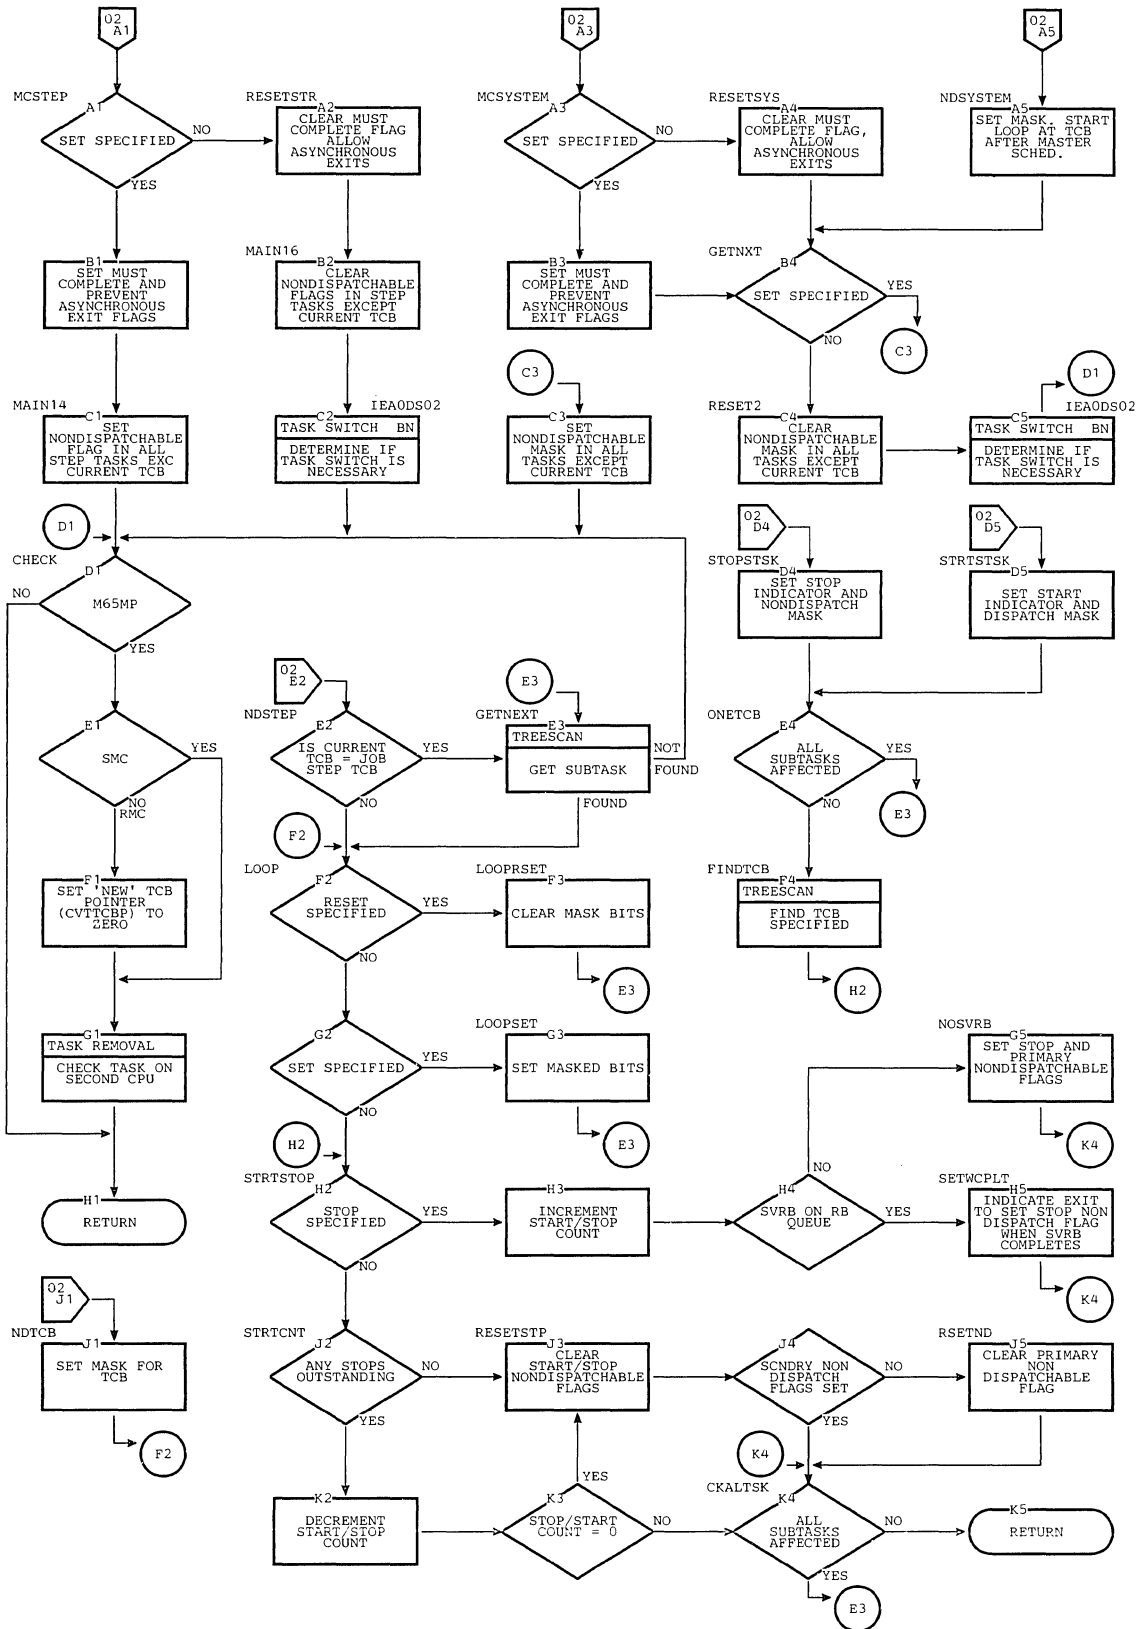 02
A1
02
A3
02
A5
MCSTEP
A1
SET SPECIFIED
NO
YES
RESETSTR
A2
CLEAR MUST
COMPLETE FLAG
ALLOW
ASYNCHRONOUS
EXITS
MCSYSTEM
A3
SET SPECIFIED
NO
YES
RESETSYS
A4
CLEAR MUST
COMPLETE FLAG,
ALLOW
ASYNCHRONOUS
EXITS
NDSYSTEM
A5
SET MASK. START
LOOP AT TCB
AFTER MASTER
SCHED.
B1
SET MUST
COMPLETE AND
PREVENT
ASYNCHRONOUS
EXIT FLAGS
MAIN16
B2
CLEAR
NONDISPATCHABLE
FLAGS IN STEP
TASKS EXCEPT
CURRENT TCB
B3
SET MUST
COMPLETE AND
PREVENT
ASYNCHRONOUS
EXIT FLAGS
GETNXT
B4
SET SPECIFIED
YES
NO
C3
C3
D1
MAIN14
C1
SET
NONDISPATCHABLE
FLAG IN ALL
STEP TASKS EXC
CURRENT TCB
IEA0DS02
C2
TASK SWITCH BN
DETERMINE IF
TASK SWITCH IS
NECESSARY
C3
SET
NONDISPATCHABLE
MASK IN ALL
TASKS EXCEPT
CURRENT TCB
RESET2
C4
CLEAR
NONDISPATCHABLE
MASK IN ALL
TASKS EXCEPT
CURRENT TCB
IEA0DS02
C5
TASK SWITCH BN
DETERMINE IF
TASK SWITCH IS
NECESSARY
D1
CHECK
D1
M65MP
NO
YES
02
D4
STOPSTSK
D4
SET STOP
INDICATOR AND
NONDISPATCH
MASK
02
D5
STRTSTSK
D5
SET START
INDICATOR AND
DISPATCH MASK
E1
SMC
YES
NO
RMC
02
E2
NDSTEP
E2
IS CURRENT
TCB = JOB
STEP TCB
YES
NO
E3
GETNEXT
E3
TREESCAN
GET SUBTASK
NOT
FOUND
FOUND
ONETCB
E4
ALL
SUBTASKS
AFFECTED
YES
NO
E3
F1
SET 'NEW' TCB
POINTER
(CVTTCBP) TO
ZERO
F2
LOOP
F2
RESET
SPECIFIED
YES
NO
LOOPRSET
F3
CLEAR MASK BITS
E3
FINDTCB
F4
TREESCAN
FIND TCB
SPECIFIED
H2
G1
TASK REMOVAL
CHECK TASK ON
SECOND CPU
G2
SET SPECIFIED
YES
NO
LOOPSET
G3
SET MASKED BITS
E3
NOSVRB
G5
SET STOP AND
PRIMARY
NONDISPATCHABLE
FLAGS
K4
H1
RETURN
H2
STRTSTOP
H2
STOP
SPECIFIED
YES
NO
H3
INCREMENT
START/STOP
COUNT
NO
H4
SVRB ON RB
QUEUE
YES
SETWCPLT
H5
INDICATE EXIT
TO SET STOP NON
DISPATCH FLAG
WHEN SVRB
COMPLETES
K4
02
J1
NDTCB
J1
SET MASK FOR
TCB
F2
STRTCNT
J2
ANY STOPS
OUTSTANDING
NO
YES
RESETSTP
J3
CLEAR
START/STOP
NONDISPATCHABLE
FLAGS
J4
SCNDRY NON
DISPATCH
FLAGS SET
NO
YES
RSETND
J5
CLEAR PRIMARY
NON
DISPATCHABLE
FLAG
K2
DECREMENT
START/STOP
COUNT
YES
K3
STOP/START
COUNT = 0
NO
K4
CKALTSK
K4
ALL
SUBTASKS
AFFECTED
NO
YES
E3
K5
RETURN